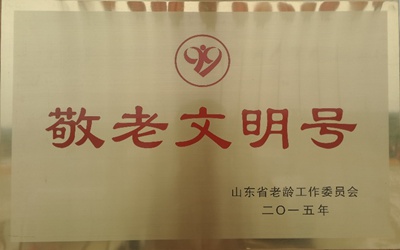 敬老文明号
山东省老龄工作委员会
二〇一五年